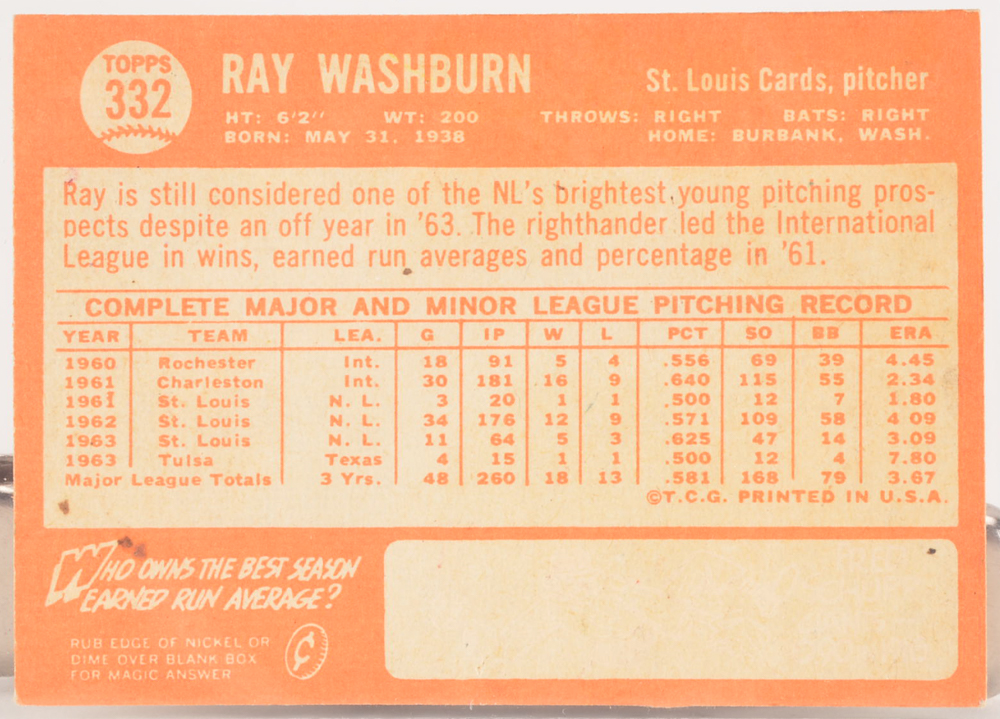 TOPPS
332
RAY WASHBURN
St. Louis Cards, pitcher
HT: 6'2" WT: 200 THROWS: RIGHT BATS: RIGHT
BORN: MAY 31, 1938 HOME: BURBANK, WASH.
Ray is still considered one of the NL's brightest young pitching pros-
pects despite an off year in '63. The righthander led the International
League in wins, earned run averages and percentage in '61.
COMPLETE MAJOR AND MINOR LEAGUE PITCHING RECORD
YEAR TEAM LEA. G IP W L PCT SO BB ERA
1960 Rochester Int. 18 91 5 4 .556 69 39 4.45
1961 Charleston Int. 30 181 16 9 .640 115 55 2.34
1961 St. Louis N. L. 3 20 1 1 .500 12 7 1.80
1962 St. Louis N. L. 34 176 12 9 .571 109 58 4.09
1963 St. Louis N. L. 11 64 5 3 .625 47 14 3.09
1963 Tulsa Texas 4 15 1 1 .500 12 4 7.80
Major League Totals 3 Yrs. 48 260 18 13 .581 168 79 3.67
©T.C.G. PRINTED IN U.S.A.
WHO OWNS THE BEST SEASON
EARNED RUN AVERAGE?
RUB EDGE OF NICKEL OR
DIME OVER BLANK BOX
FOR MAGIC ANSWER
¢